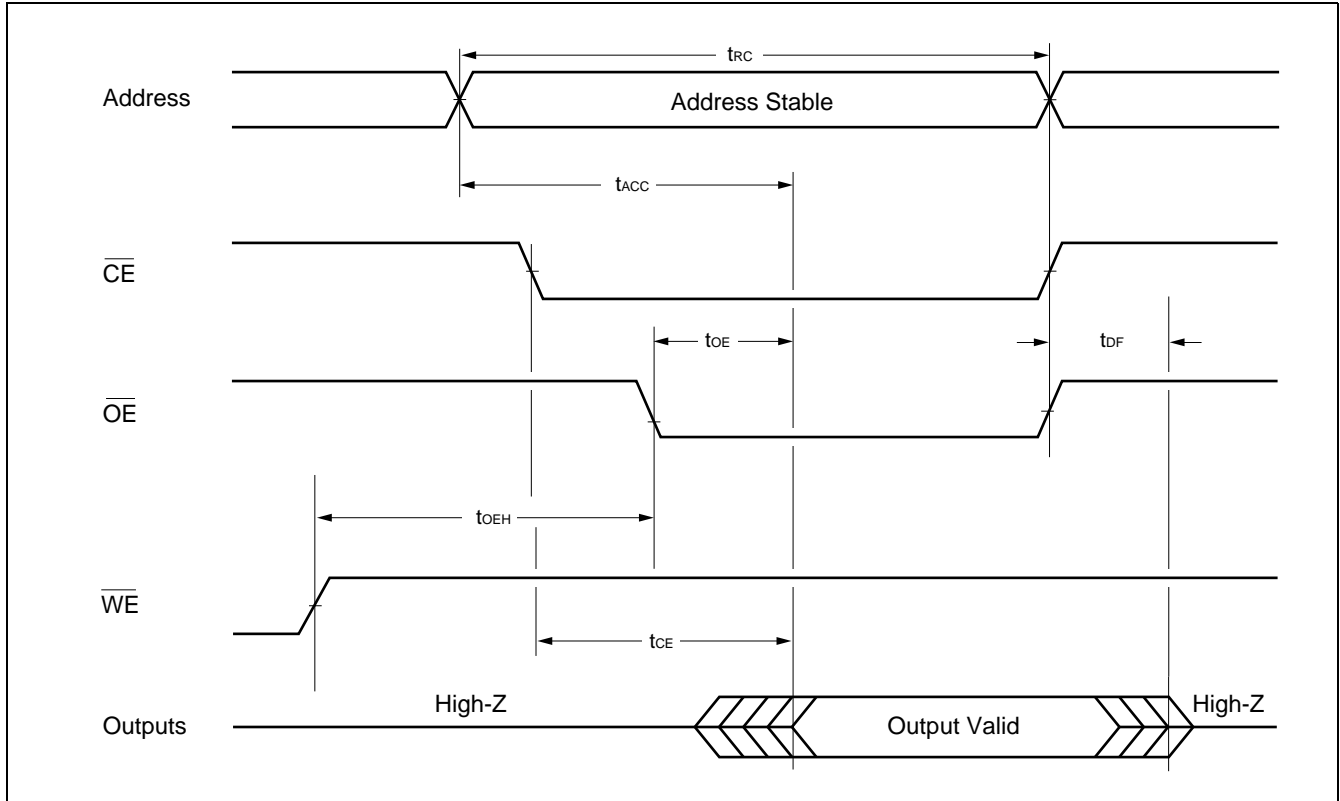 tRC
Address
Address Stable
tACC
CE
tOE
tDF
OE
tOEH
WE
tCE
High-Z
High-Z
Outputs
Output Valid